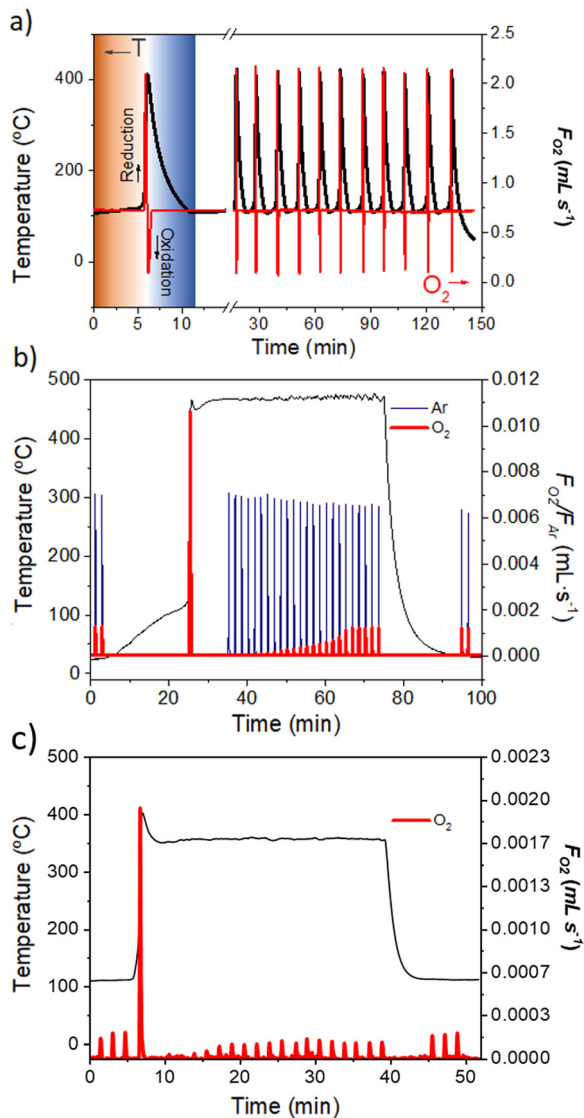 a)
T
Reduction
Oxidation
O₂
Temperature (ºC)
400
200
0
F_O2 (mL s⁻¹)
2.5
2.0
1.5
1.0
0.5
0.0
0 5 10 30 45 60 75 90 105 120 135 150
Time (min)
b)
Temperature (ºC)
500
400
300
200
100
0
Ar
O₂
F_O2/F_Ar (mL·s⁻¹)
0.012
0.010
0.008
0.006
0.004
0.002
0.000
0 20 40 60 80 100
Time (min)
c)
Temperature (ºC)
500
400
300
200
100
0
O₂
F_O2 (mL s⁻¹)
0.0023
0.0020
0.0017
0.0013
0.0010
0.0007
0.0003
0.0000
0 10 20 30 40 50
Time (min)